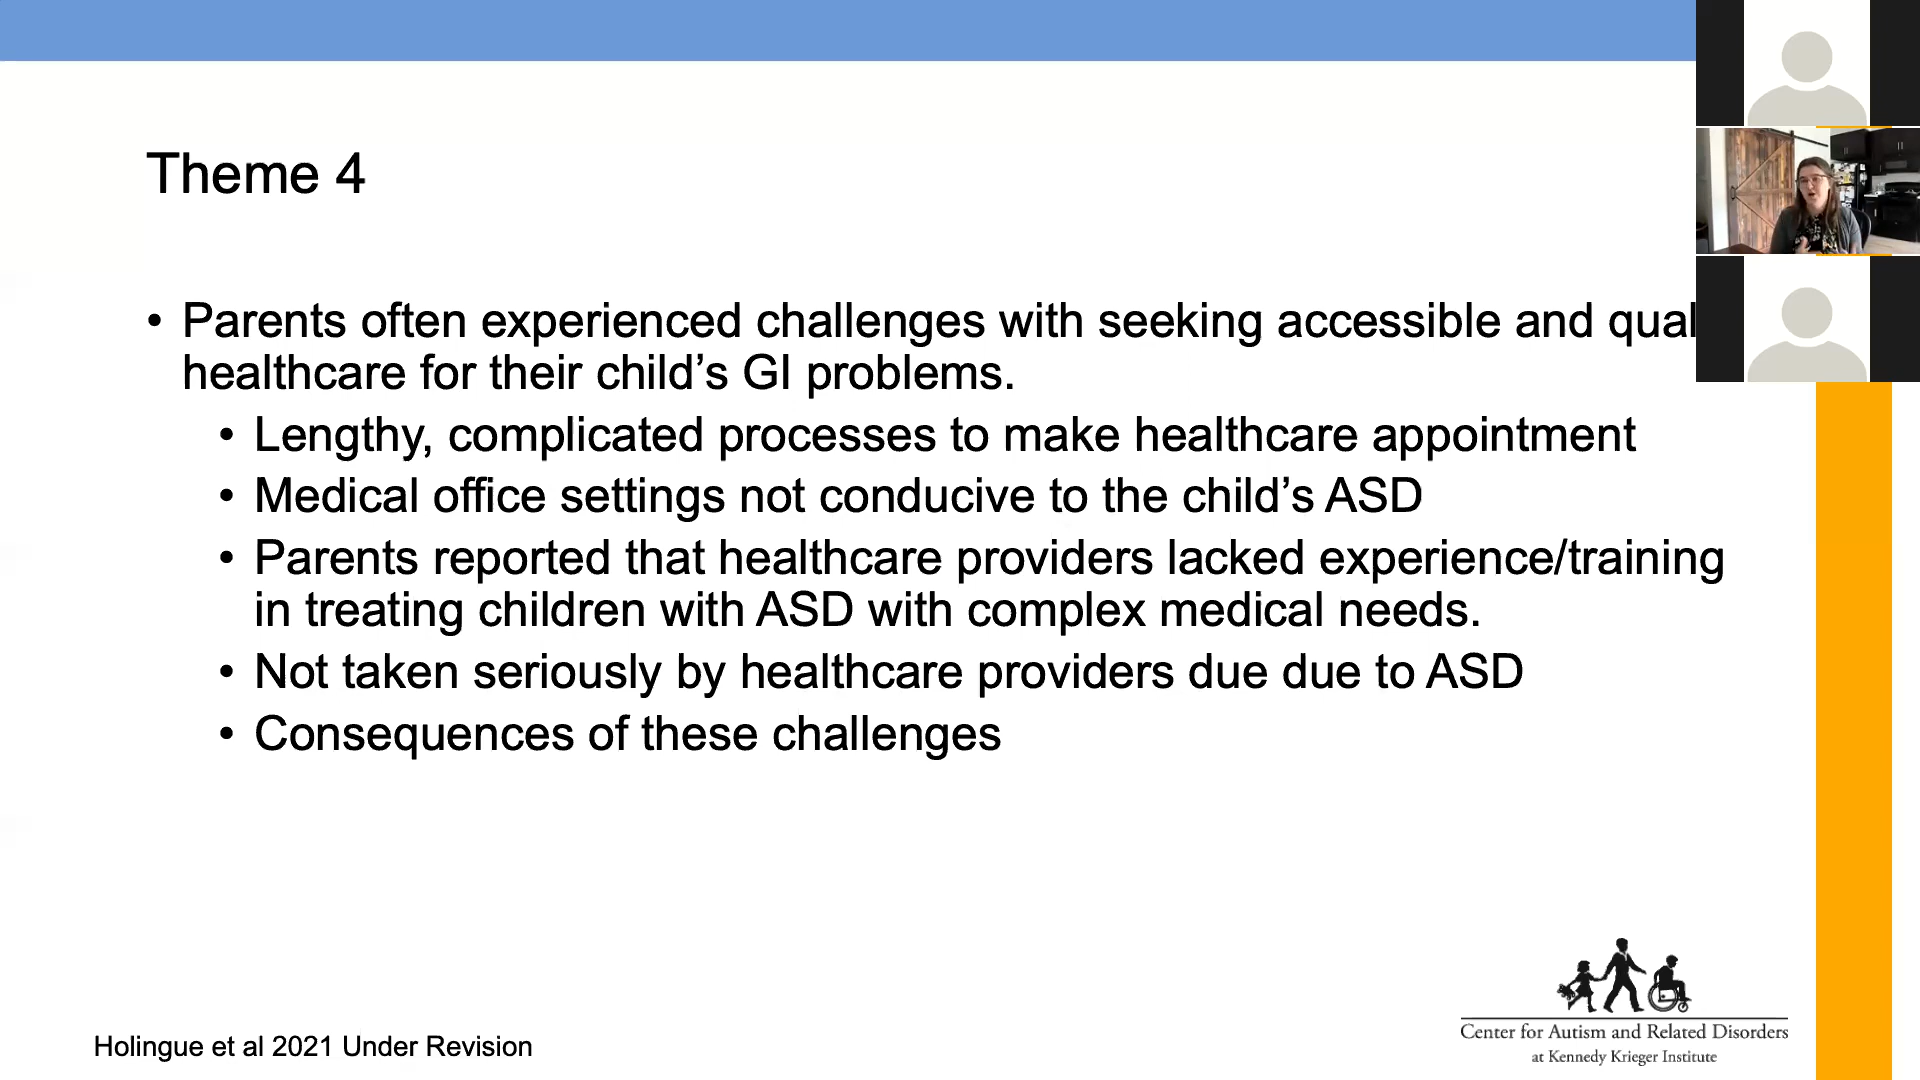 Theme 4
• Parents often experienced challenges with seeking accessible and qual
healthcare for their child’s GI problems.
• Lengthy, complicated processes to make healthcare appointment
• Medical office settings not conducive to the child’s ASD
• Parents reported that healthcare providers lacked experience/training
in treating children with ASD with complex medical needs.
• Not taken seriously by healthcare providers due due to ASD
• Consequences of these challenges
Holingue et al 2021 Under Revision
Center for Autism and Related Disorders
at Kennedy Krieger Institute